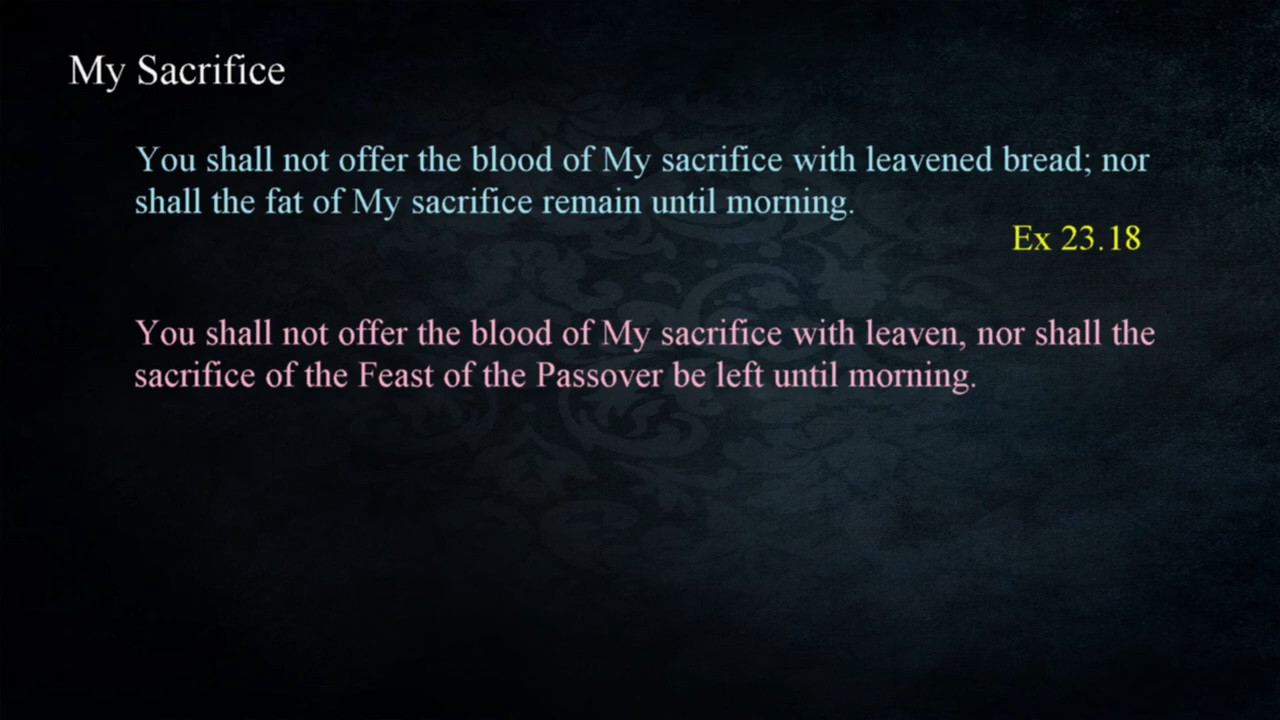 My Sacrifice
You shall not offer the blood of My sacrifice with leavened bread; nor
shall the fat of My sacrifice remain until morning.
Ex 23.18
You shall not offer the blood of My sacrifice with leaven, nor shall the
sacrifice of the Feast of the Passover be left until morning.